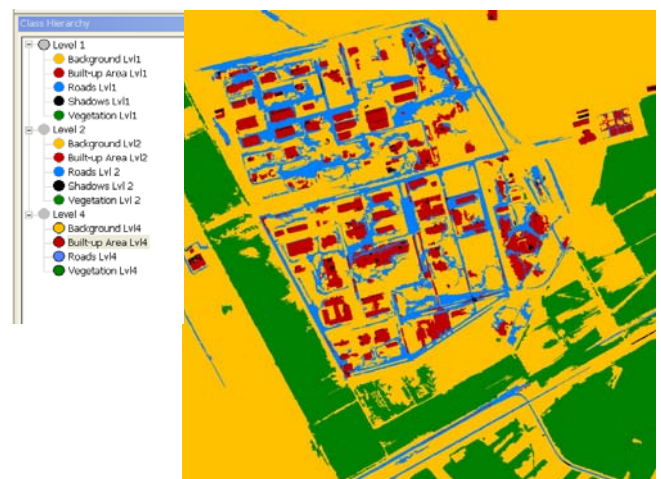 Class Hierarchy
Level 1
Background Lvl1
Built-up Area Lvl1
Roads Lvl1
Shadows Lvl1
Vegetation Lvl1
Level 2
Background Lvl2
Built-up Area Lvl2
Roads Lvl 2
Shadows Lvl 2
Vegetation Lvl 2
Level 4
Background Lvl4
Built-up Area Lvl4
Roads Lvl4
Vegetation Lvl4